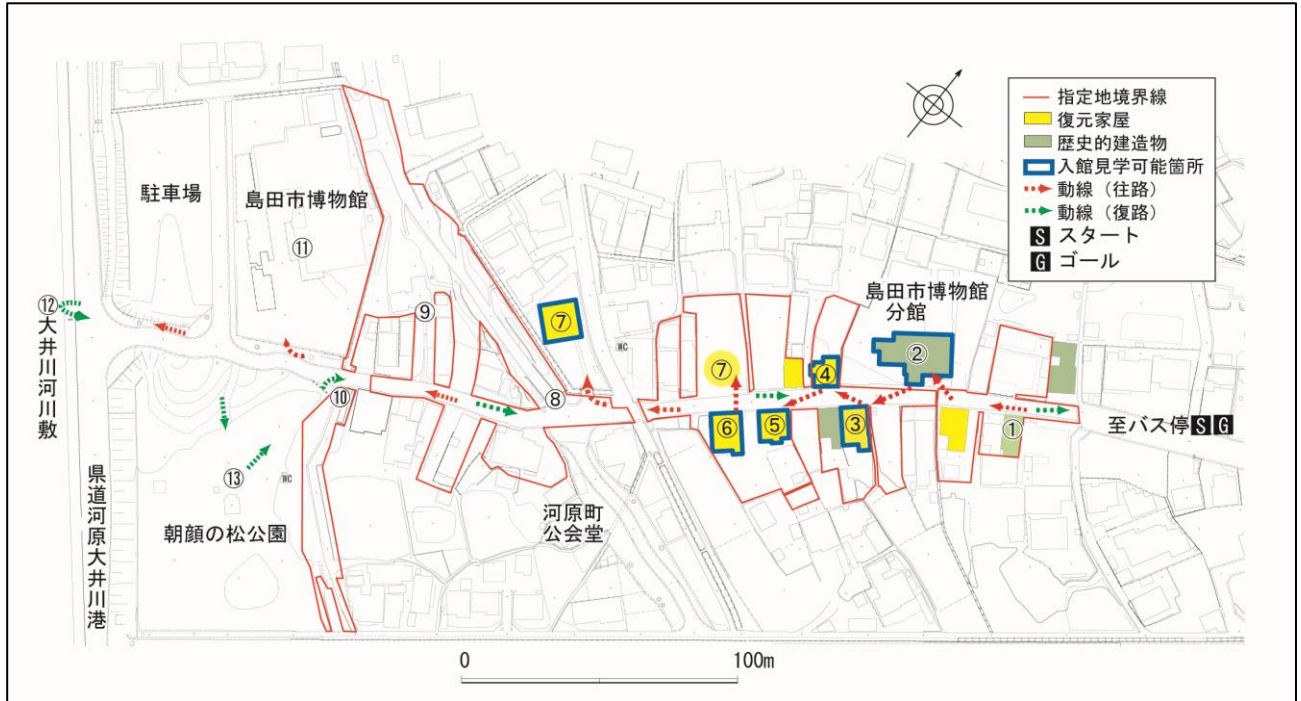 指定地境界線
復元家屋
歴史的建造物
入館見学可能箇所
動線（往路）
動線（復路）
S スタート
G ゴール
駐車場
島田市博物館
⑪
⑨
⑦
WC
⑦
④
島田市博物館
分館
②
⑫大井川河川敷
⑩
⑧
⑥
⑤
③
①
至バス停 S G
⑬
WC
朝顔の松公園
河原町
公会堂
県道河原大井川港
0
100m